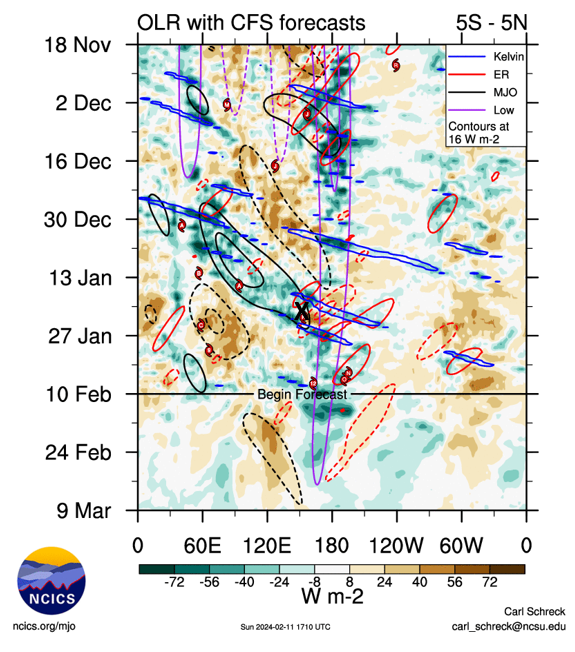 OLR with CFS forecasts 5S - 5N
18 Nov
2 Dec
16 Dec
30 Dec
13 Jan
27 Jan
10 Feb
24 Feb
9 Mar
Kelvin
ER
MJO
Low
Contours at
16 W m-2
X
Begin Forecast
0 60E 120E 180 120W 60W 0
-72 -56 -40 -24 -8 8 24 40 56 72
W m-2
NCICS
ncics.org/mjo
Sun 2024-02-11 1710 UTC
Carl Schreck
carl_schreck@ncsu.edu